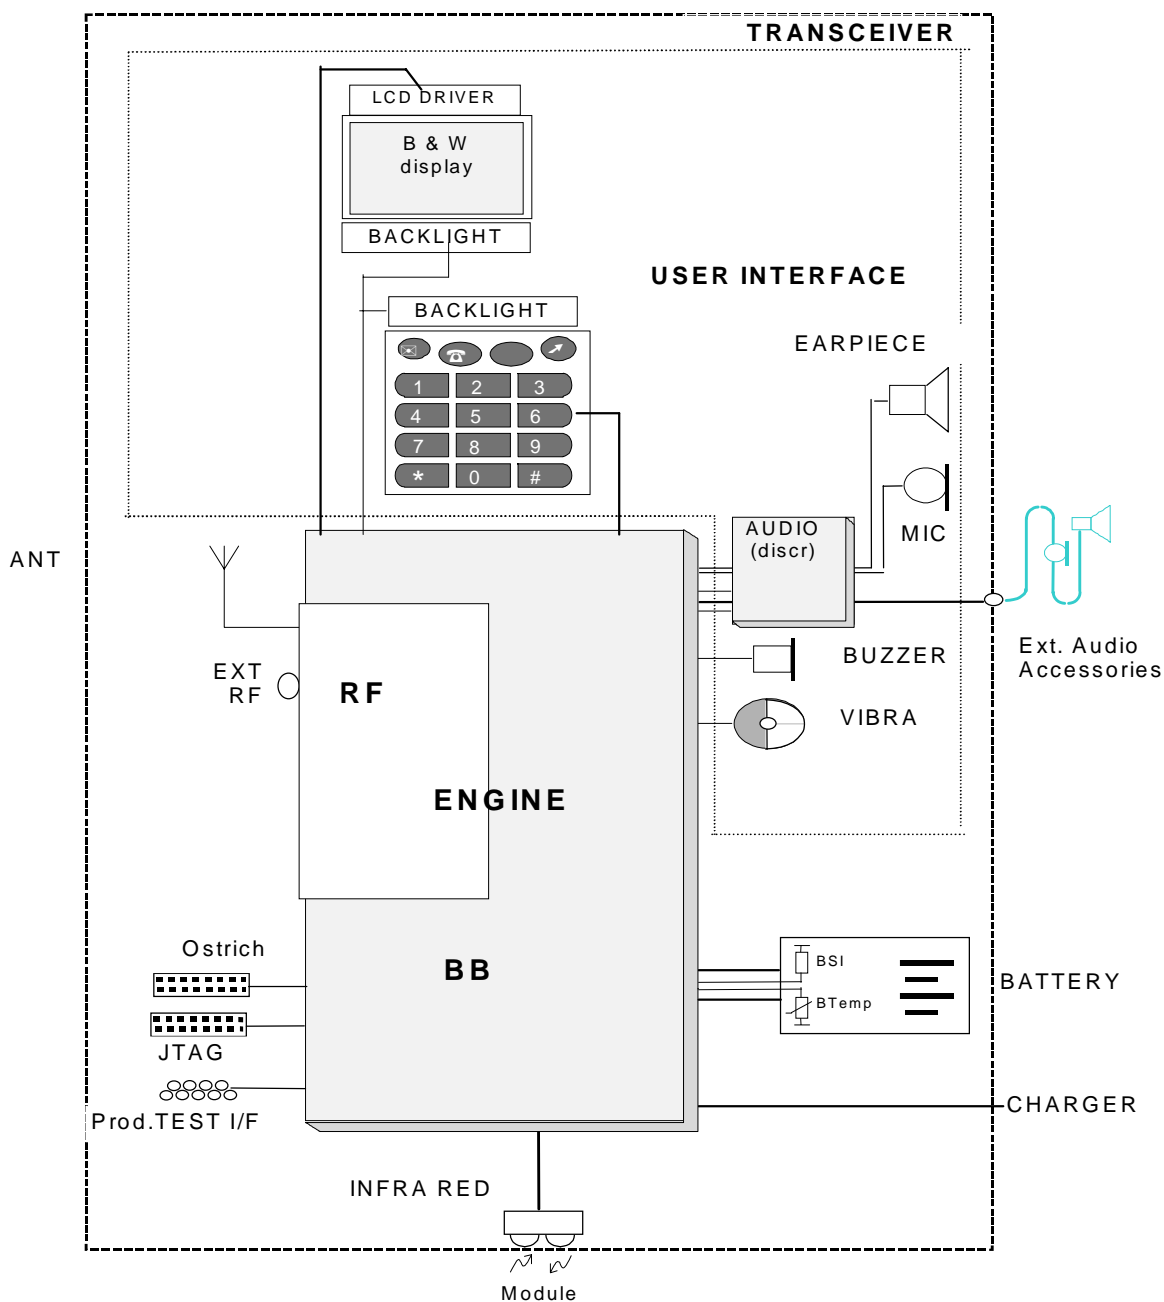 TRANSCEIVER
LCD DRIVER
B & W
display
BACKLIGHT
USER INTERFACE
BACKLIGHT
EARPIECE
1 2 3
4 5 6
7 8 9
* 0 #
AUDIO
(discr)
MIC
ANT
EXT
RF
RF
BUZZER
Ext. Audio
Accessories
VIBRA
ENGINE
Ostrich
BB
BSI
BATTERY
BTemp
JTAG
Prod.TEST I/F
CHARGER
INFRA RED
Module